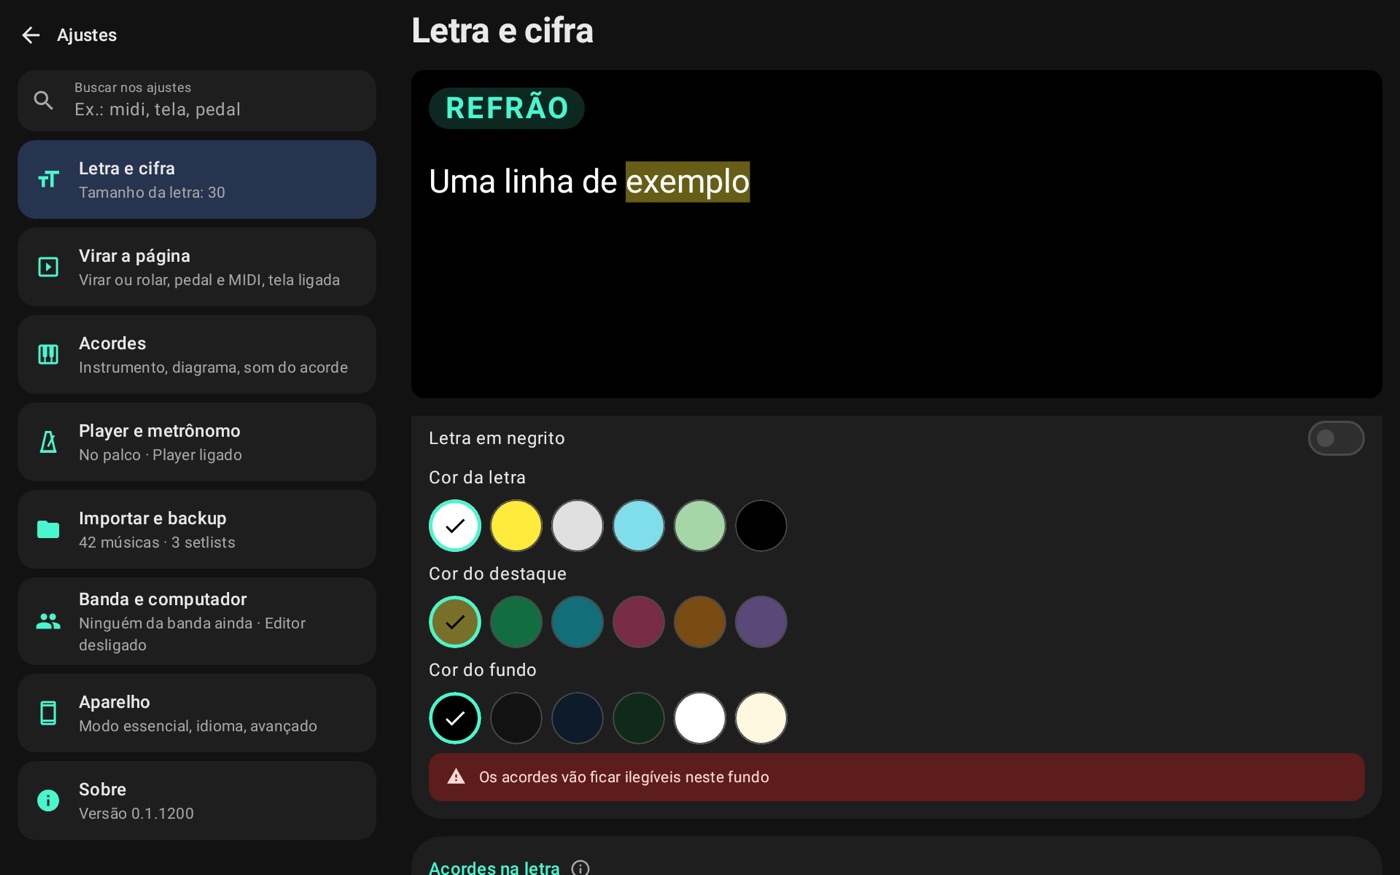 Ajustes
Buscar nos ajustes
Ex.: midi, tela, pedal
Letra e cifra
Tamanho da letra: 30
Virar a página
Virar ou rolar, pedal e MIDI, tela ligada
Acordes
Instrumento, diagrama, som do acorde
Player e metrônomo
No palco · Player ligado
Importar e backup
42 músicas · 3 setlists
Banda e computador
Ninguém da banda ainda · Editor
desligado
Aparelho
Modo essencial, idioma, avançado
Sobre
Versão 0.1.1200
Letra e cifra
REFRÃO
Uma linha de exemplo
Letra em negrito
Cor da letra
Cor do destaque
Cor do fundo
Os acordes vão ficar ilegíveis neste fundo
Acordes na letra